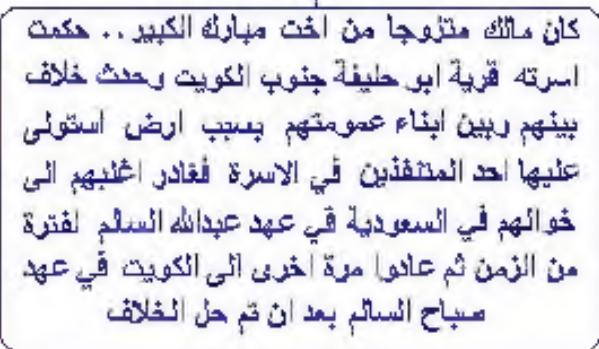 كان مالك متزوجا من اخت مبارك الكبير .. حكمت
اسرته قرية ابو حليفة جنوب الكويت وحدث خلاف
بينهم وبين ابناء عمومتهم بسبب ارض استولى
عليها احد المتنفذين في الاسرة فغادر اغلبهم الى
خوالهم في السعودية في عهد عبدالله السالم لفترة
من الزمن ثم عادوا مرة اخرى الى الكويت في عهد
صباح السالم بعد ان تم حل الخلاف